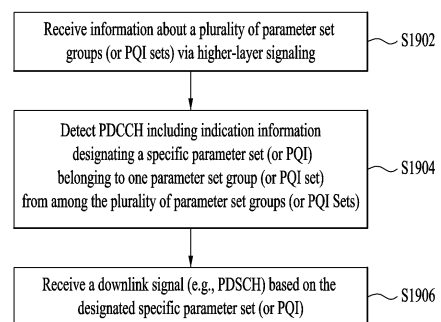 Receive information about a plurality of parameter set
groups (or PQI sets) via higher-layer signaling
S1902
Detect PDCCH including indication information
designating a specific parameter set (or PQI)
belonging to one parameter set group (or PQI set)
from among the plurality of parameter set groups (or PQI Sets)
S1904
Receive a downlink signal (e.g., PDSCH) based on the
designated specific parameter set (or PQI)
S1906